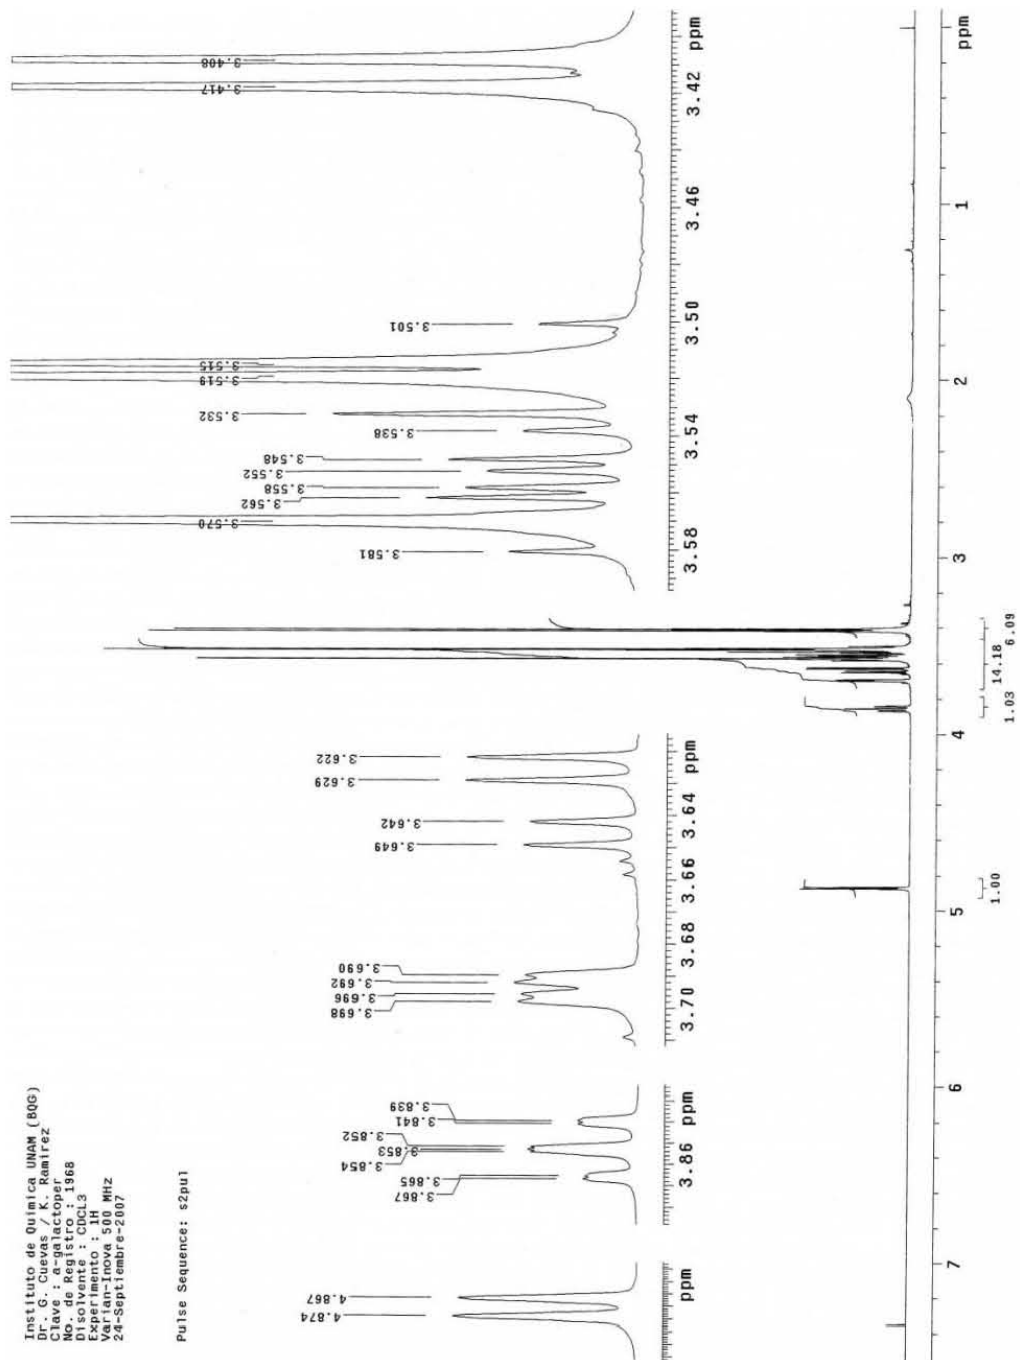 Instituto de Química UNAM (BQG)
Dr. G. Cuevas / K. Ramírez
Clave : a-galactoper
No. de Registro : 1968
Disolvente : CDCL3
Experimento : 1H
Varian-Inova 500 MHz
24-Septiembre-2007
Pulse Sequence: s2pul
4.874
4.867
ppm
3.867
3.865
3.854
3.853
3.852
3.841
3.839
3.86 ppm
3.698
3.696
3.692
3.690
3.649
3.642
3.629
3.622
3.70 3.68 3.66 3.64 ppm
3.581
3.570
3.562
3.558
3.552
3.548
3.538
3.532
3.519
3.515
3.501
3.417
3.408
3.58 3.54 3.50 3.46 3.42 ppm
7 6 5 4 3 2 1 ppm
1.00
1.03
14.18
6.09